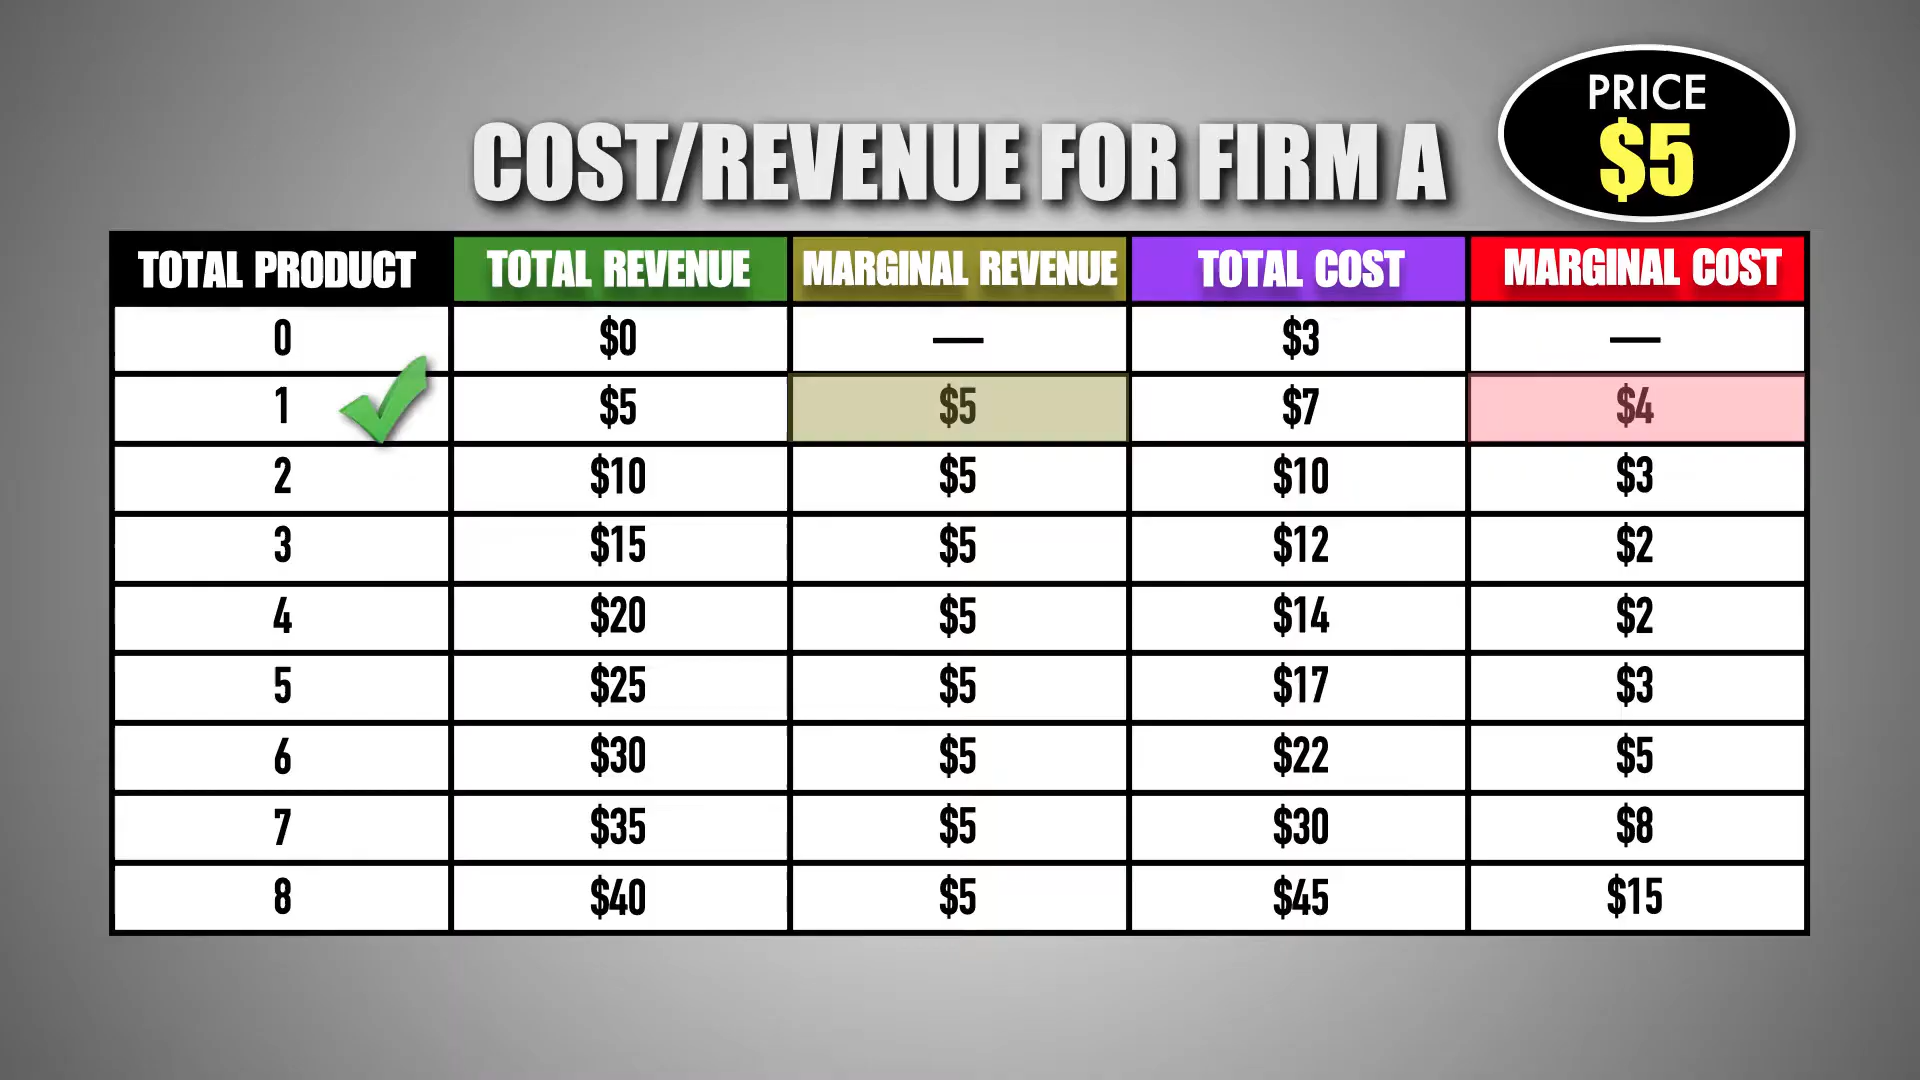 PRICE
$5
COST/REVENUE FOR FIRM A
TOTAL PRODUCT TOTAL REVENUE MARGINAL REVENUE TOTAL COST MARGINAL COST
0 $0 — $3 —
1 $5 $5 $7 $4
2 $10 $5 $10 $3
3 $15 $5 $12 $2
4 $20 $5 $14 $2
5 $25 $5 $17 $3
6 $30 $5 $22 $5
7 $35 $5 $30 $8
8 $40 $5 $45 $15